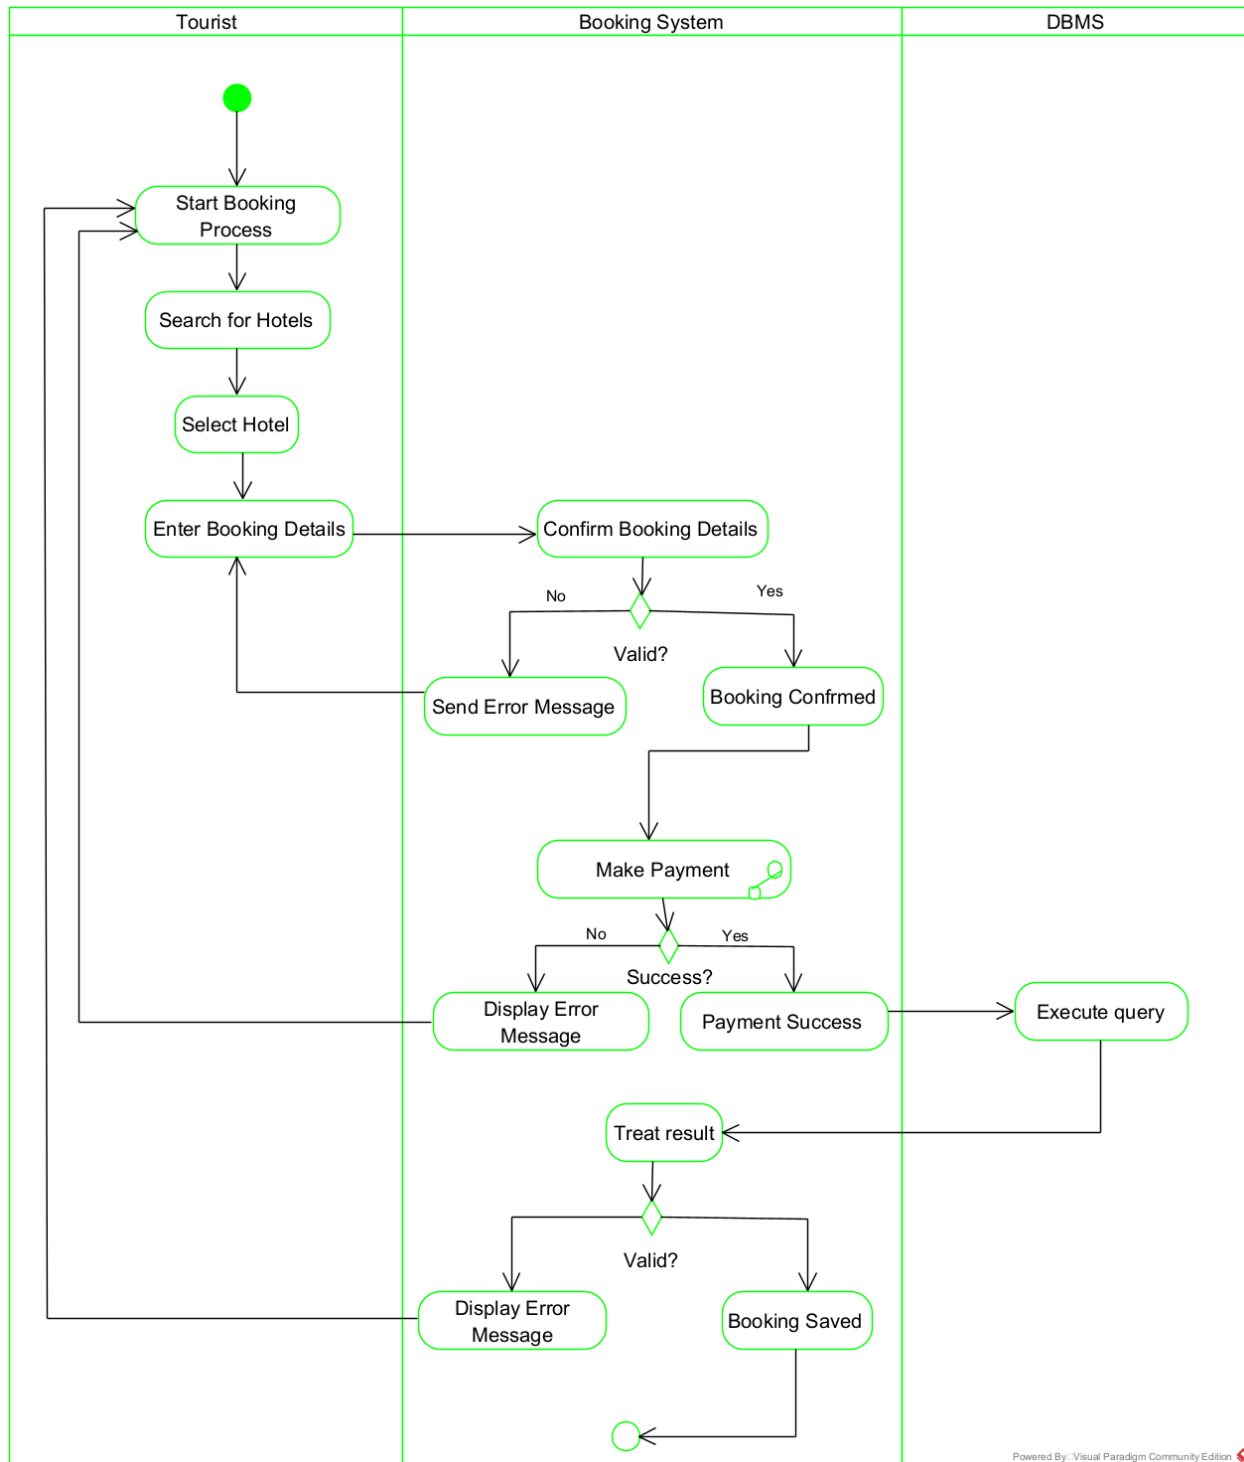 Tourist
Booking System
DBMS
Start Booking
Process
Search for Hotels
Select Hotel
Enter Booking Details
Confirm Booking Details
No
Yes
Valid?
Send Error Message
Booking Confrmed
Make Payment
No
Yes
Success?
Display Error
Message
Payment Success
Execute query
Treat result
Valid?
Display Error
Message
Booking Saved
Powered By Visual Paradigm Community Edition